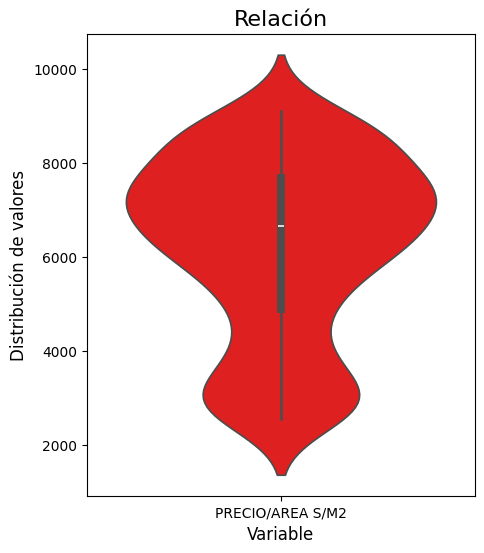 Relación
10000
8000
6000
4000
2000
Distribución de valores
PRECIO/AREA S/M2
Variable